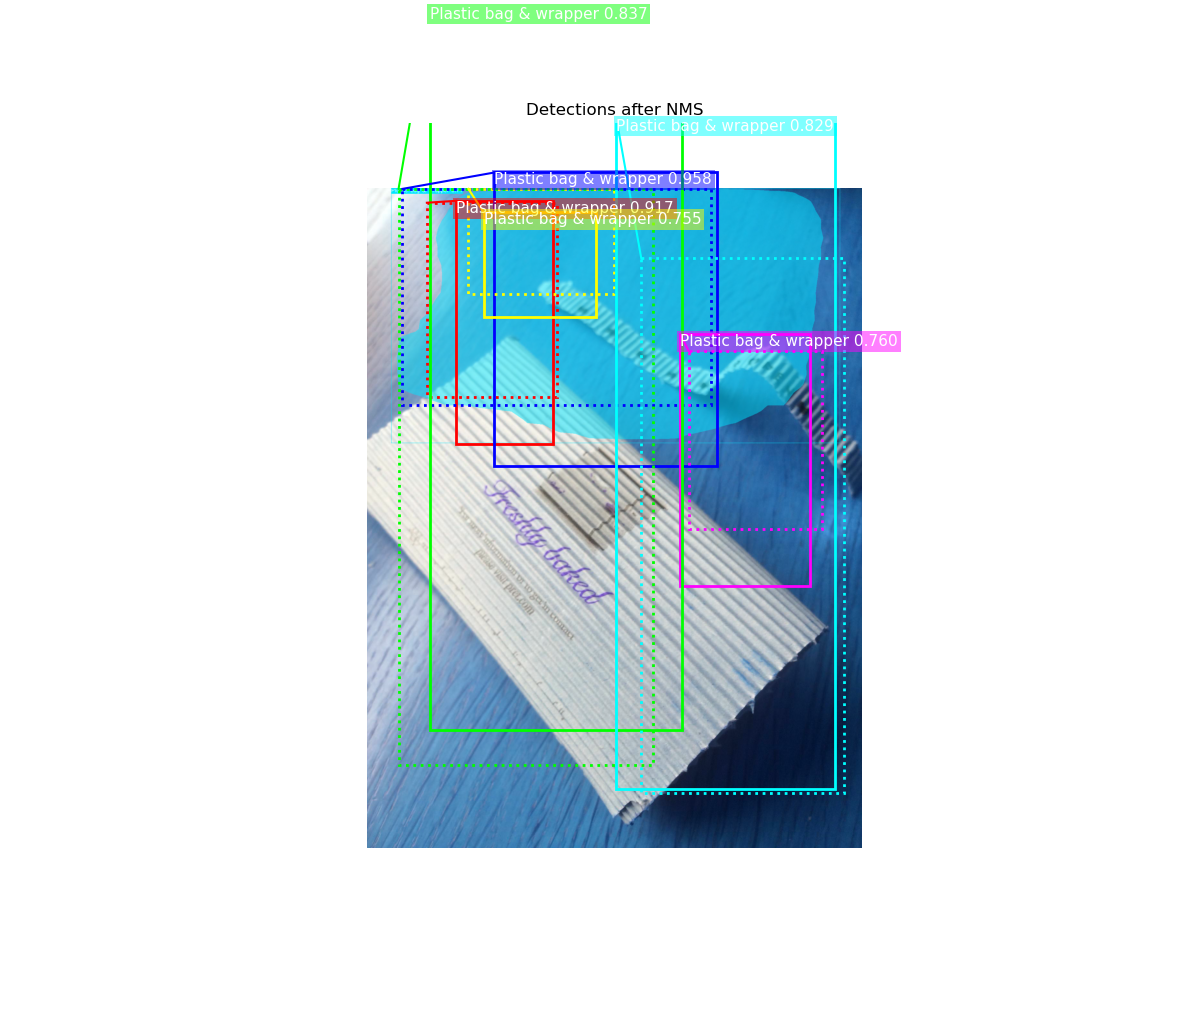 Plastic bag & wrapper 0.837
Detections after NMS
Plastic bag & wrapper 0.829
Plastic bag & wrapper 0.958
Plastic bag & wrapper 0.917
Plastic bag & wrapper 0.755
Plastic bag & wrapper 0.760
Freshly baked